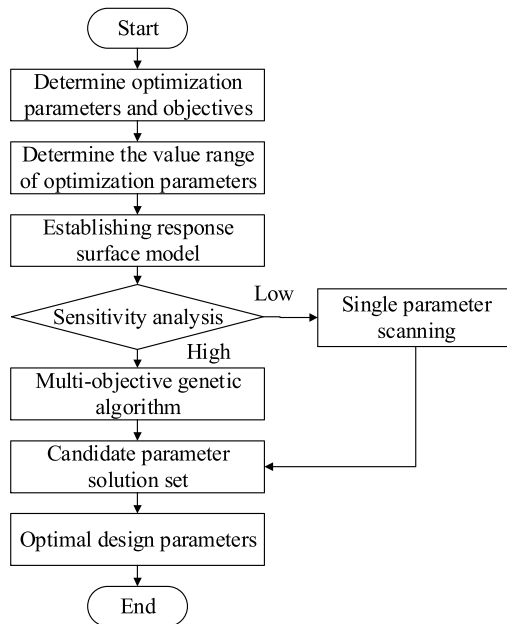 Start
Determine optimization
parameters and objectives
Determine the value range
of optimization parameters
Establishing response
surface model
Low
Sensitivity analysis
Single parameter
scanning
High
Multi-objective genetic
algorithm
Candidate parameter
solution set
Optimal design parameters
End